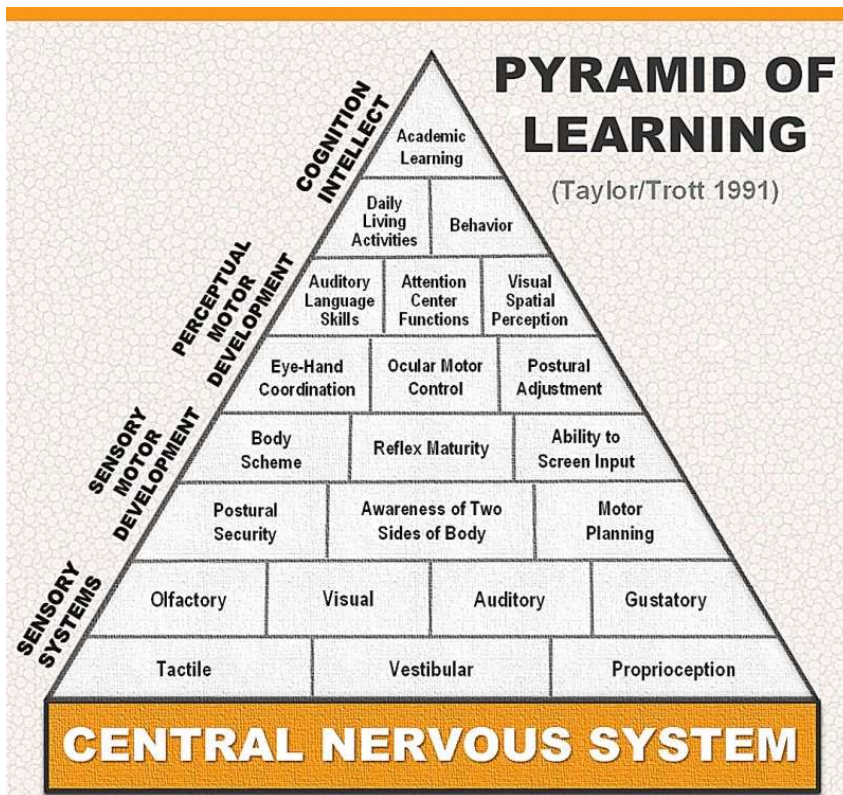 PYRAMID OF
LEARNING
(Taylor/Trott 1991)
COGNITION
INTELLECT
PERCEPTUAL
MOTOR
DEVELOPMENT
SENSORY
MOTOR
DEVELOPMENT
SENSORY
SYSTEMS
Academic
Learning
Daily
Living
Activities
Behavior
Auditory
Language
Skills
Attention
Center
Functions
Visual
Spatial
Perception
Eye-Hand
Coordination
Ocular Motor
Control
Postural
Adjustment
Body
Scheme
Reflex Maturity
Ability to
Screen Input
Postural
Security
Awareness of Two
Sides of Body
Motor
Planning
Olfactory
Visual
Auditory
Gustatory
Tactile
Vestibular
Proprioception
CENTRAL NERVOUS SYSTEM